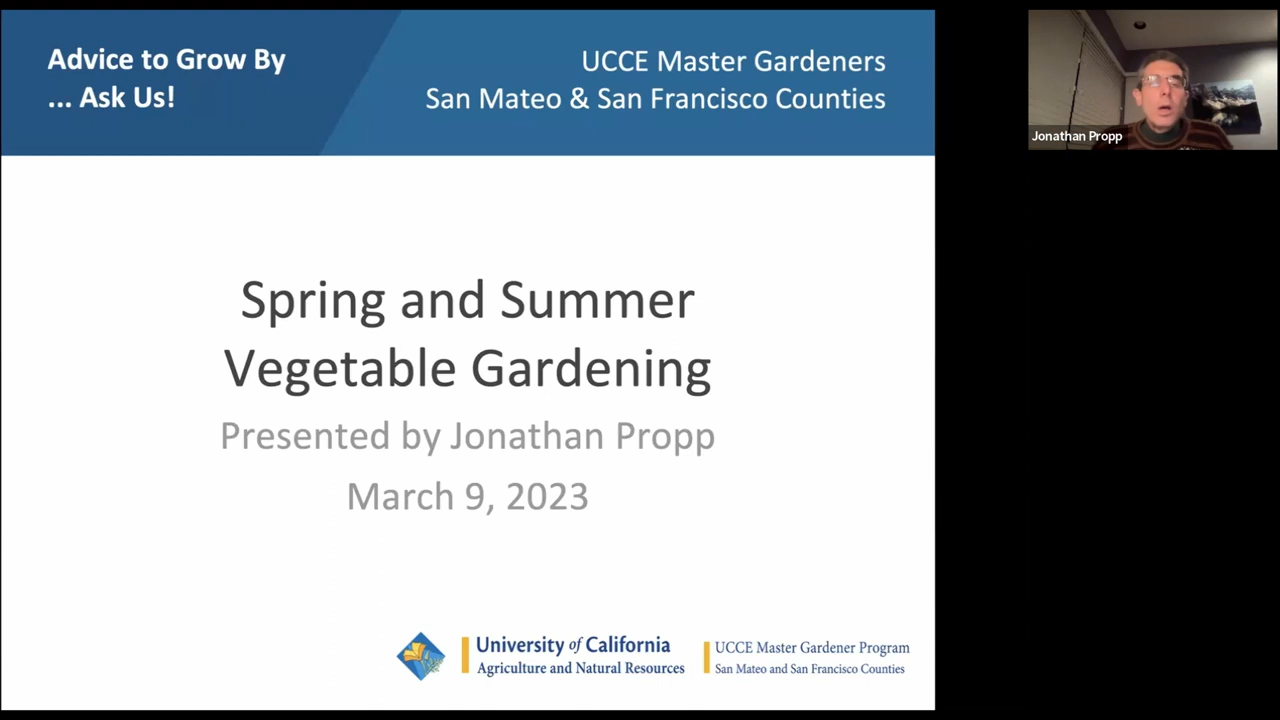 Advice to Grow By
... Ask Us!
UCCE Master Gardeners
San Mateo & San Francisco Counties
Jonathan Propp
Spring and Summer
Vegetable Gardening
Presented by Jonathan Propp
March 9, 2023
University of California
Agriculture and Natural Resources
UCCE Master Gardener Program
San Mateo and San Francisco Counties